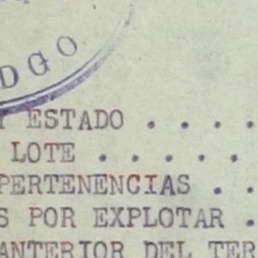 DGO
Y ESTADO . . . .
LOTE . . . . . .
PERTENENCIAS . .
S POR EXPLOTAR .
ANTERIOR DEL TER